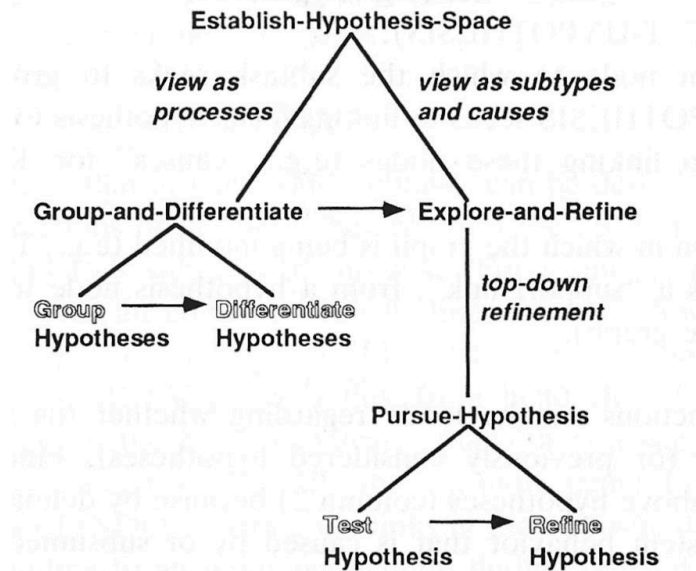 Establish-Hypothesis-Space
view as
processes
view as subtypes
and causes
Group-and-Differentiate
Explore-and-Refine
Group
Hypotheses
Differentiate
Hypotheses
top-down
refinement
Pursue-Hypothesis
Test
Hypothesis
Refine
Hypothesis